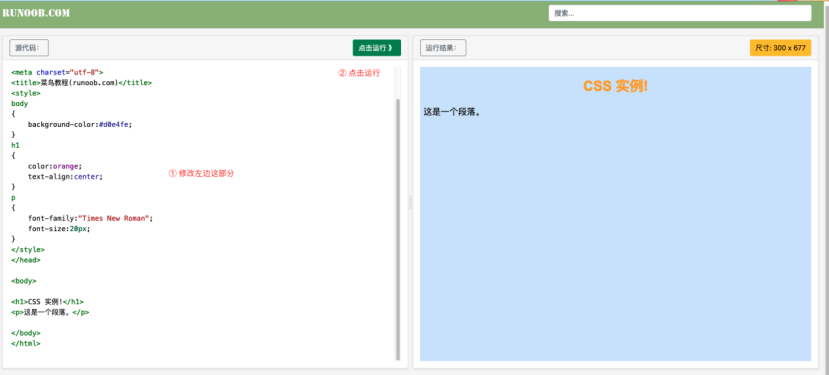 RUNOOB.COM
搜索...
源代码:
点击运行 》
运行结果:
尺寸: 300 x 677
② 点击运行
<meta charset="utf-8">
<title>菜鸟教程(runoob.com)</title>
<style>
body
{
    background-color:#d0e4fe;
}
h1
{
    color:orange;
    text-align:center;
}
① 修改左边这部分
p
{
    font-family:"Times New Roman";
    font-size:20px;
}
</style>
</head>
<body>
<h1>CSS 实例!</h1>
<p>这是一个段落。</p>
</body>
</html>
CSS 实例!
这是一个段落。